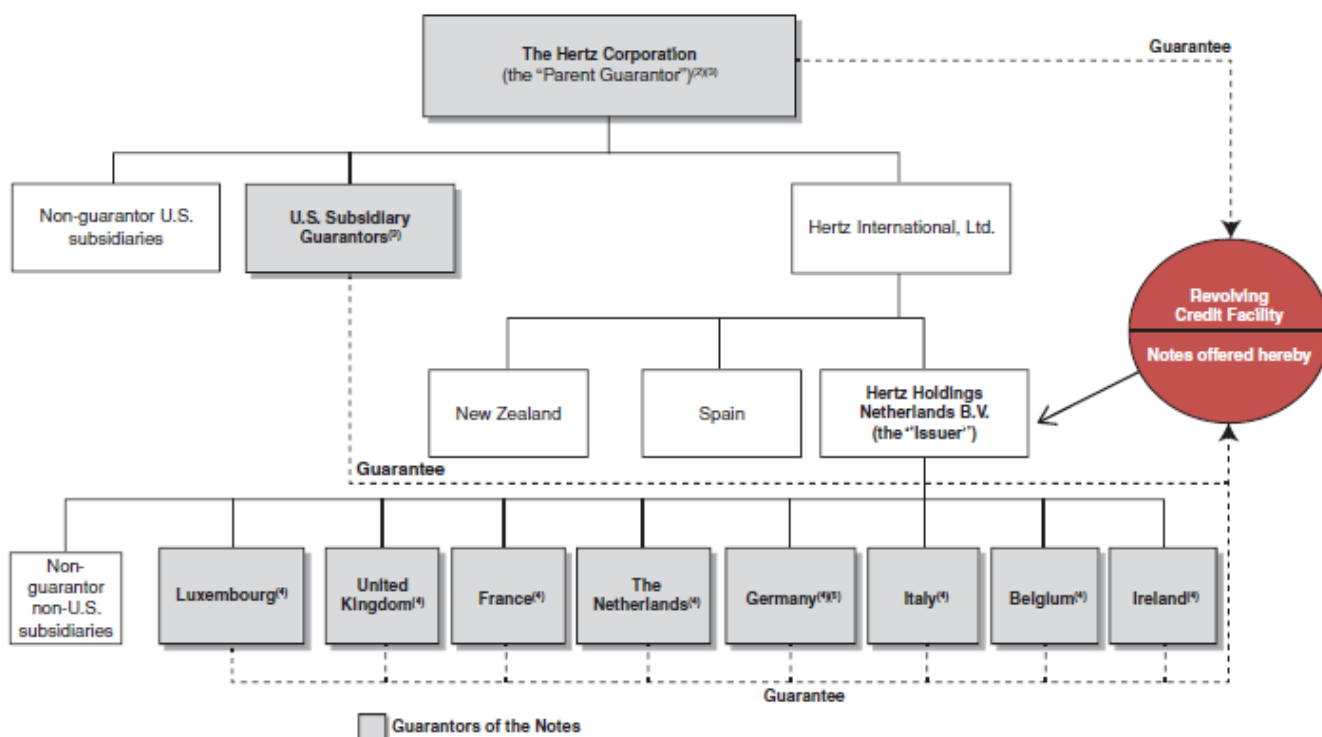 The Hertz Corporation
(the “Parent Guarantor”)(2)(3)
Guarantee
Non-guarantor U.S.
subsidiaries
U.S. Subsidiary
Guarantors(3)
Hertz International, Ltd.
Revolving
Credit Facility
Notes offered hereby
New Zealand
Spain
Hertz Holdings
Netherlands B.V.
(the “Issuer”)
Guarantee
Non-
guarantor
non-U.S.
subsidiaries
Luxembourg(4)
United
Kingdom(4)
France(4)
The
Netherlands(4)
Germany(4)(5)
Italy(4)
Belgium(4)
Ireland(4)
Guarantee
Guarantors of the Notes